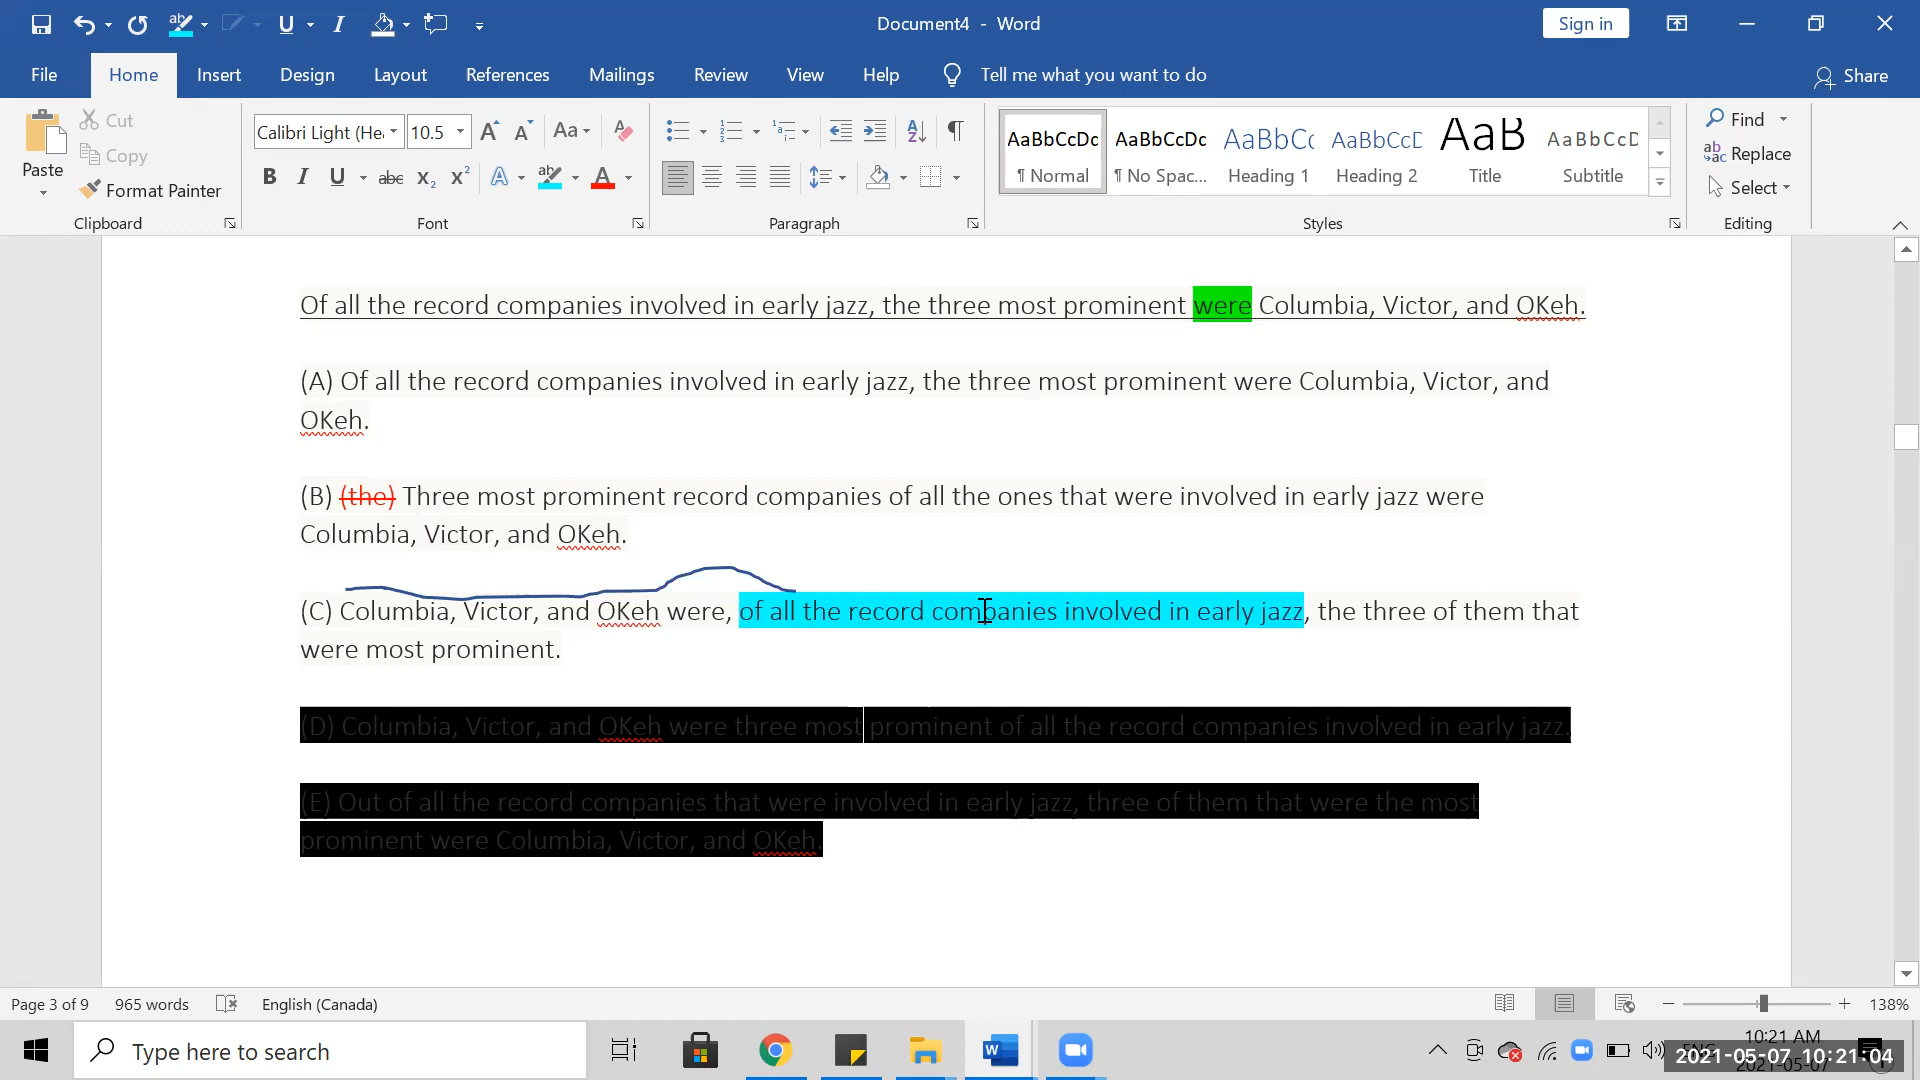 Document4 - Word
Sign in
File Home Insert Design Layout References Mailings Review View Help Tell me what you want to do Share
Paste Cut Copy Format Painter Clipboard
Calibri Light (He 10.5 Font
Paragraph
AaBbCcDc AaBbCcDc AaBbCc AaBbCcD AaB AaBbCcD
¶ Normal ¶ No Spac... Heading 1 Heading 2 Title Subtitle
Styles
Find Replace Select Editing
Of all the record companies involved in early jazz, the three most prominent were Columbia, Victor, and OKeh.
(A) Of all the record companies involved in early jazz, the three most prominent were Columbia, Victor, and
OKeh.
(B) (the) Three most prominent record companies of all the ones that were involved in early jazz were
Columbia, Victor, and OKeh.
(C) Columbia, Victor, and OKeh were, of all the record companies involved in early jazz, the three of them that
were most prominent.
(D) Columbia, Victor, and OKeh were three most prominent of all the record companies involved in early jazz.
(E) Out of all the record companies that were involved in early jazz, three of them that were the most
prominent were Columbia, Victor, and OKeh.
Page 3 of 9 965 words English (Canada) 138%
Type here to search
10:21 AM
2021-05-07 10:21:04